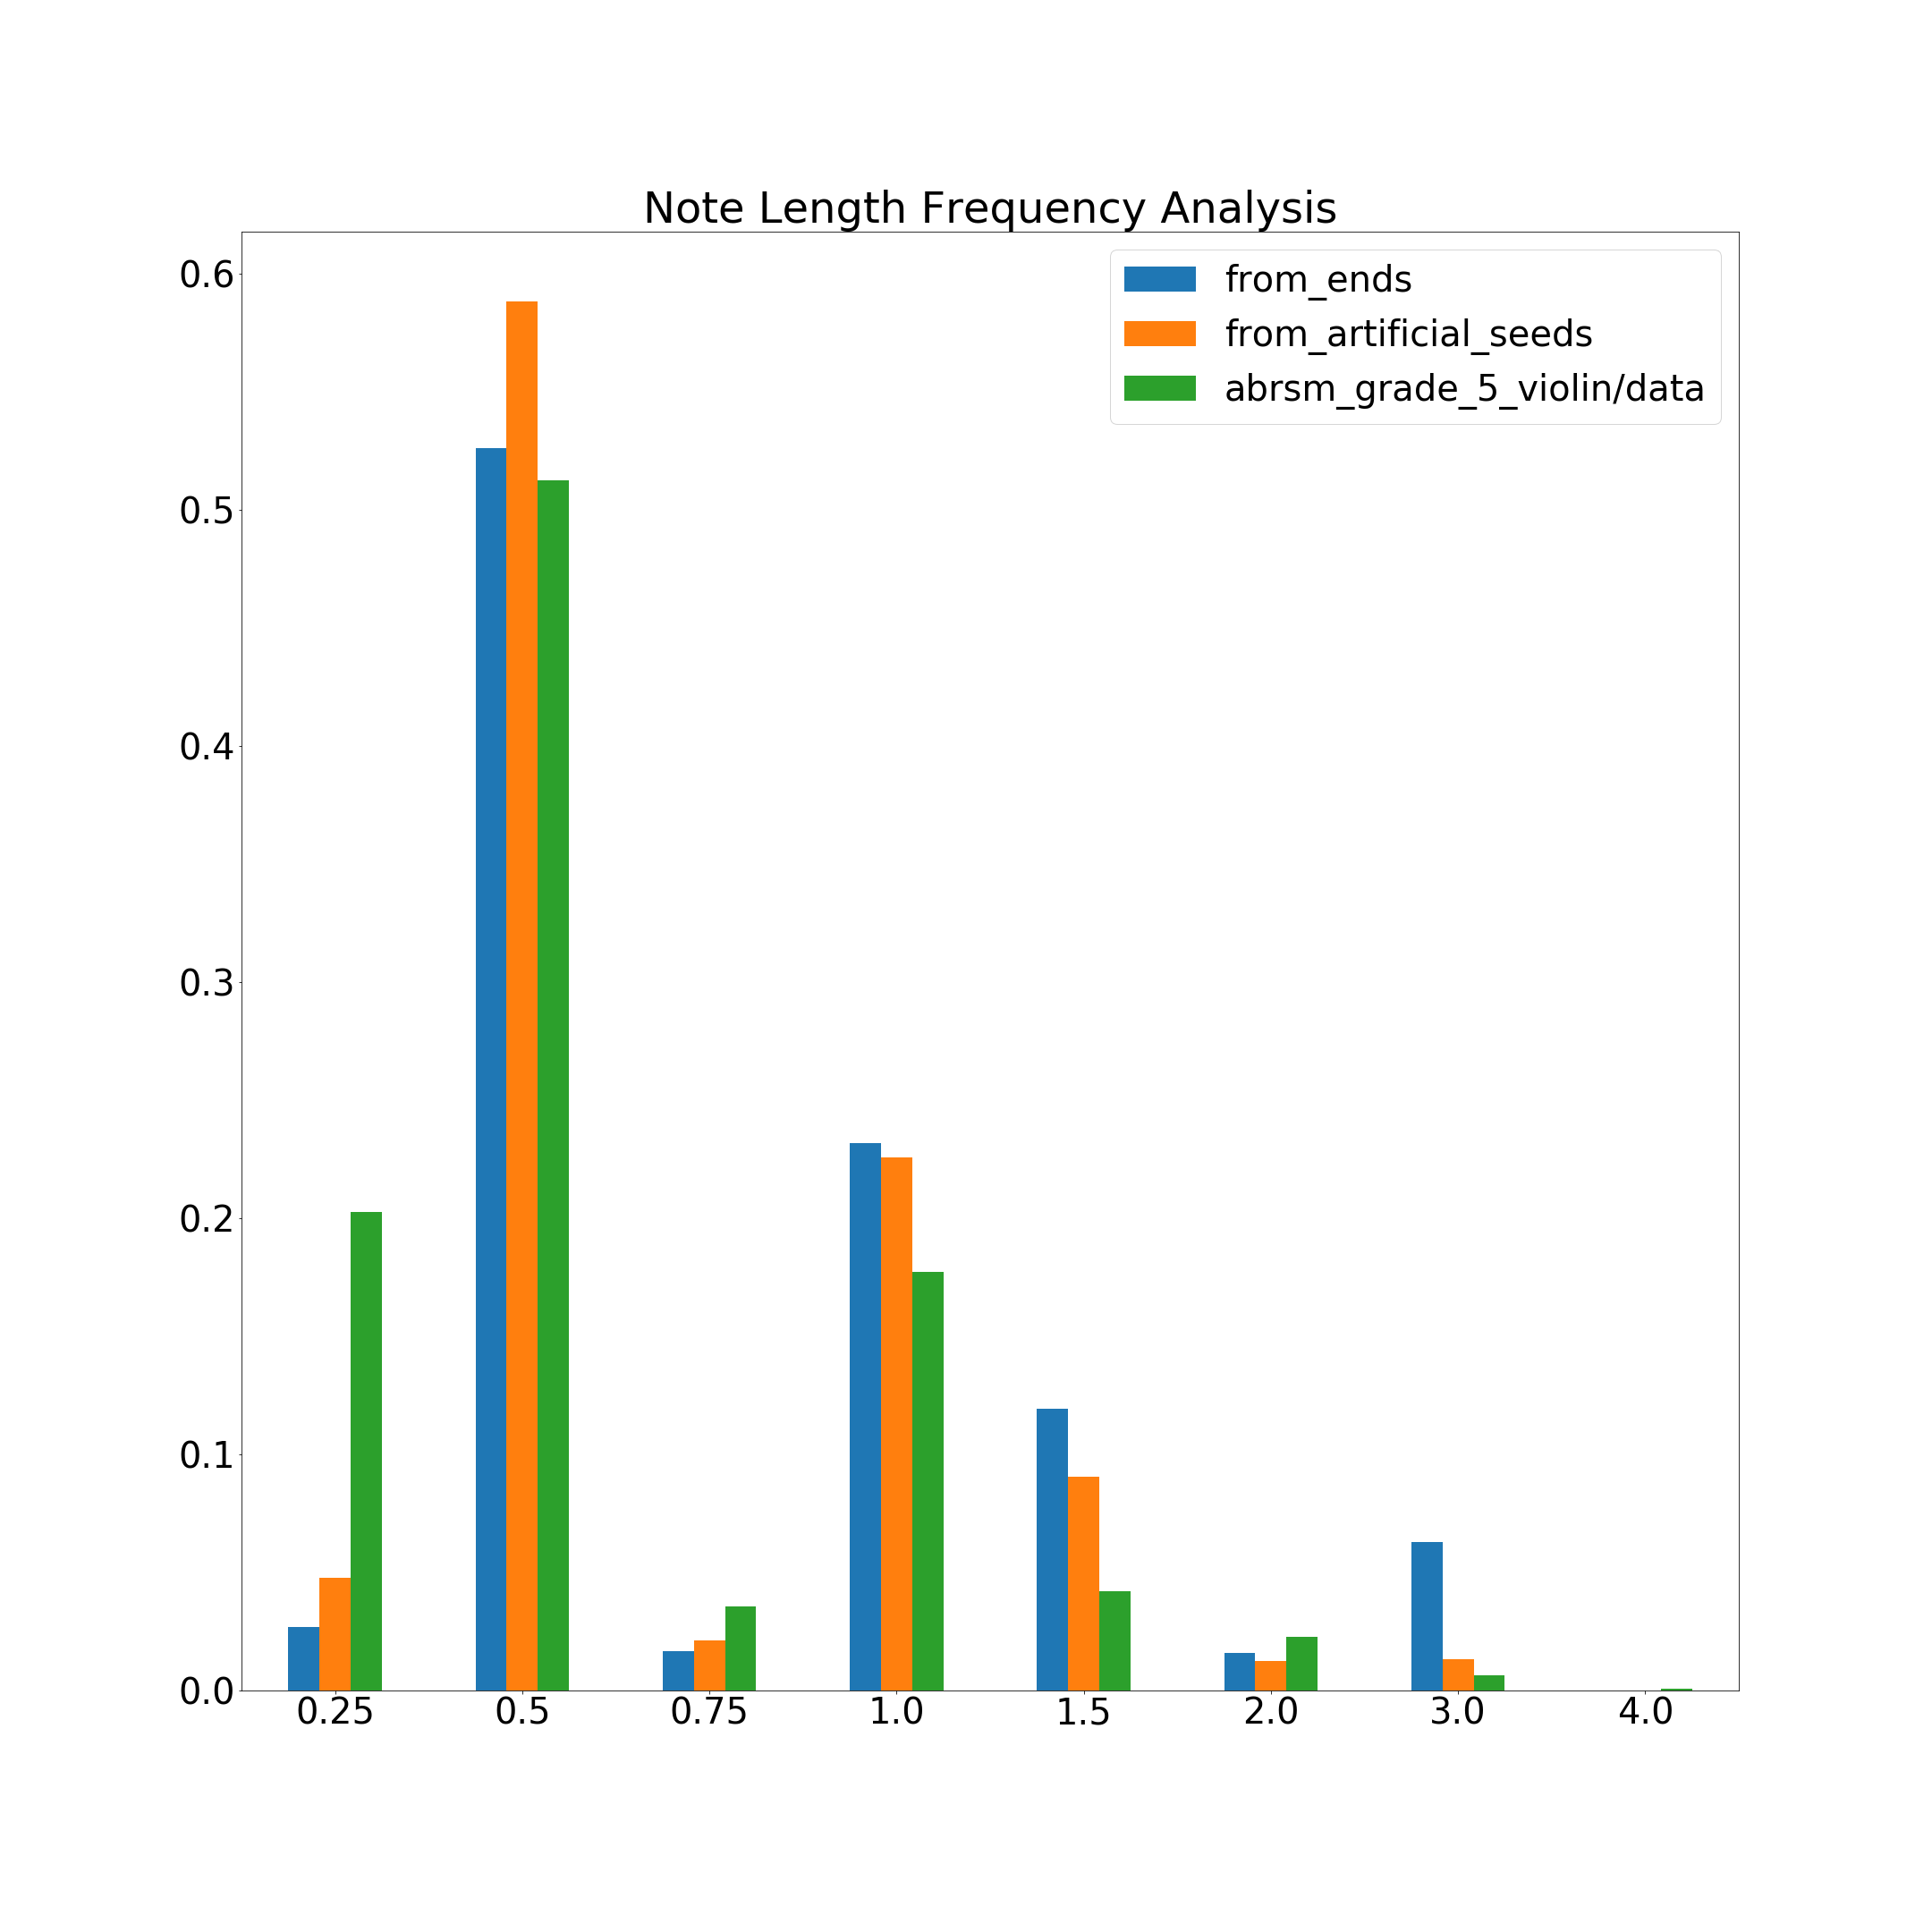 Note Length Frequency Analysis
from_ends
from_artificial_seeds
abrsm_grade_5_violin/data
0.6
0.5
0.4
0.3
0.2
0.1
0.0
0.25 0.5 0.75 1.0 1.5 2.0 3.0 4.0